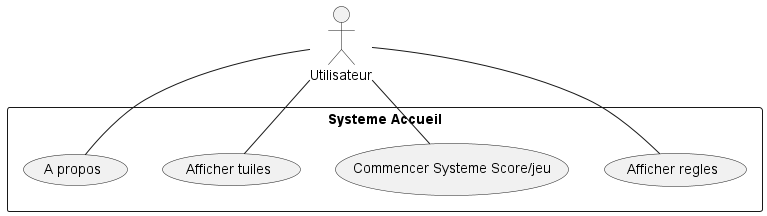 Utilisateur
Systeme Accueil
A propos
Afficher tuiles
Commencer Systeme Score/jeu
Afficher regles